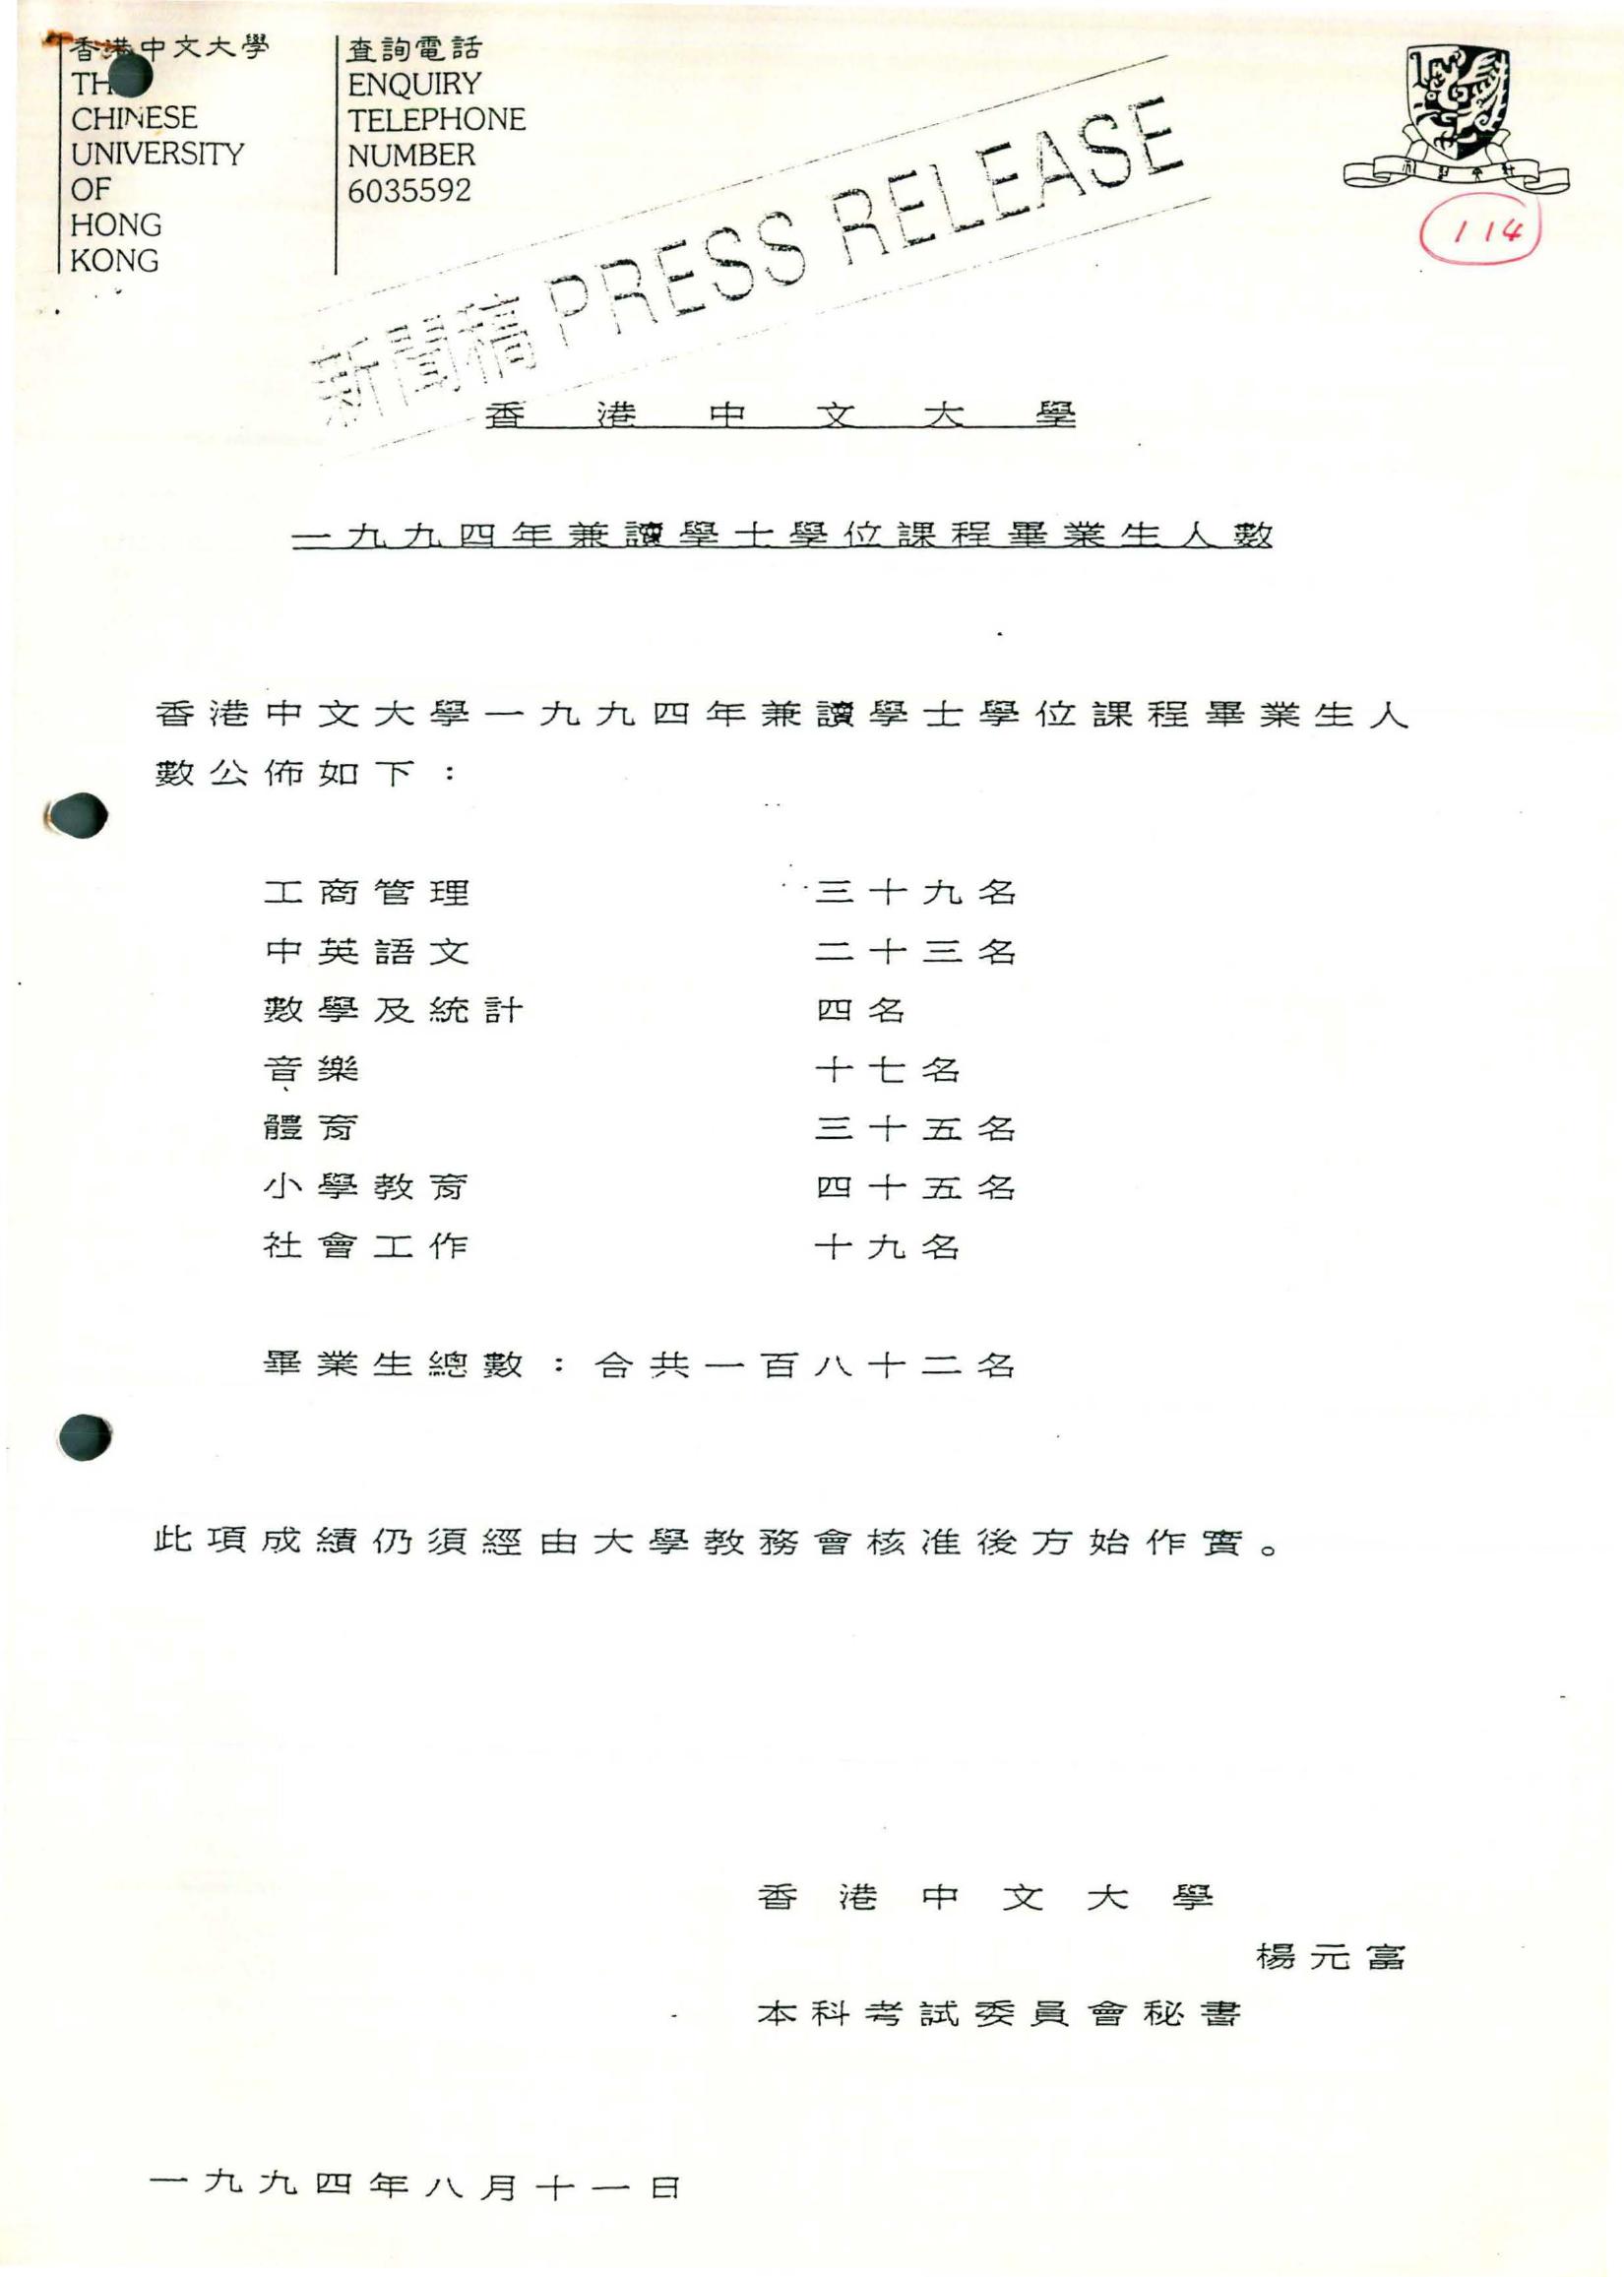 香港中文大學
THE
CHINESE
UNIVERSITY
OF
HONG
KONG
查詢電話
ENQUIRY
TELEPHONE
NUMBER
6035592
新聞稿 PRESS RELEASE
114
香港中文大學
一九九四年兼讀學士學位課程畢業生人數
香港中文大學一九九四年兼讀學士學位課程畢業生人
數公佈如下：
工商管理 三十九名
中英語文 二十三名
數學及統計 四名
音樂 十七名
體育 三十五名
小學教育 四十五名
社會工作 十九名
畢業生總數：合共一百八十二名
此項成績仍須經由大學教務會核准後方始作實。
香港中文大學
楊元富
本科考試委員會秘書
一九九四年八月十一日